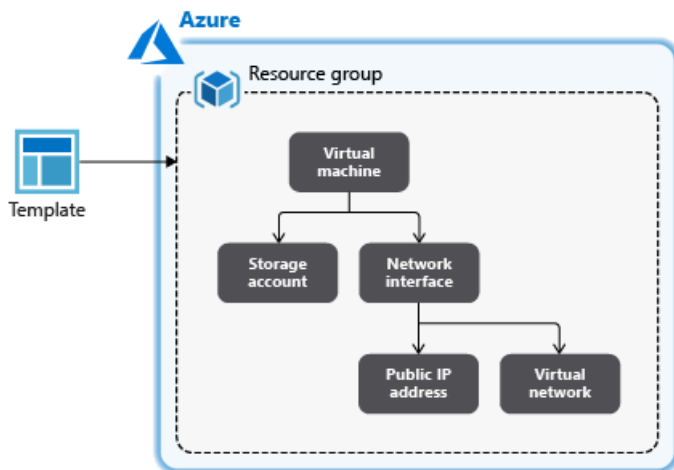 Azure
Resource group
Template
Virtual
machine
Storage
account
Network
interface
Public IP
address
Virtual
network